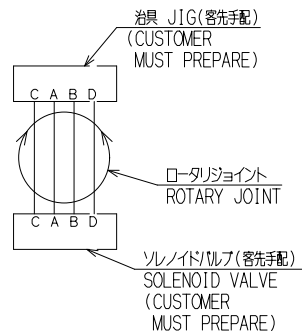 治具 JIG(客先手配)
(CUSTOMER
MUST PREPARE)
C A B D
ロータリジョイント
ROTARY JOINT
C A B D
ソレノイドバルブ(客先手配)
SOLENOID VALVE
(CUSTOMER
MUST PREPARE)